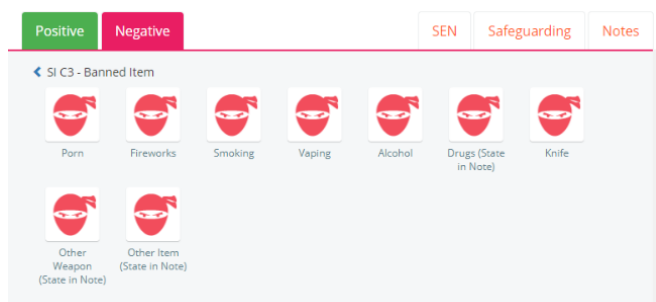 Positive Negative SEN Safeguarding Notes
SI C3 - Banned Item
Porn Fireworks Smoking Vaping Alcohol Drugs (State Knife
in Note)
Other Other Item
Weapon (State in Note)
(State in Note)